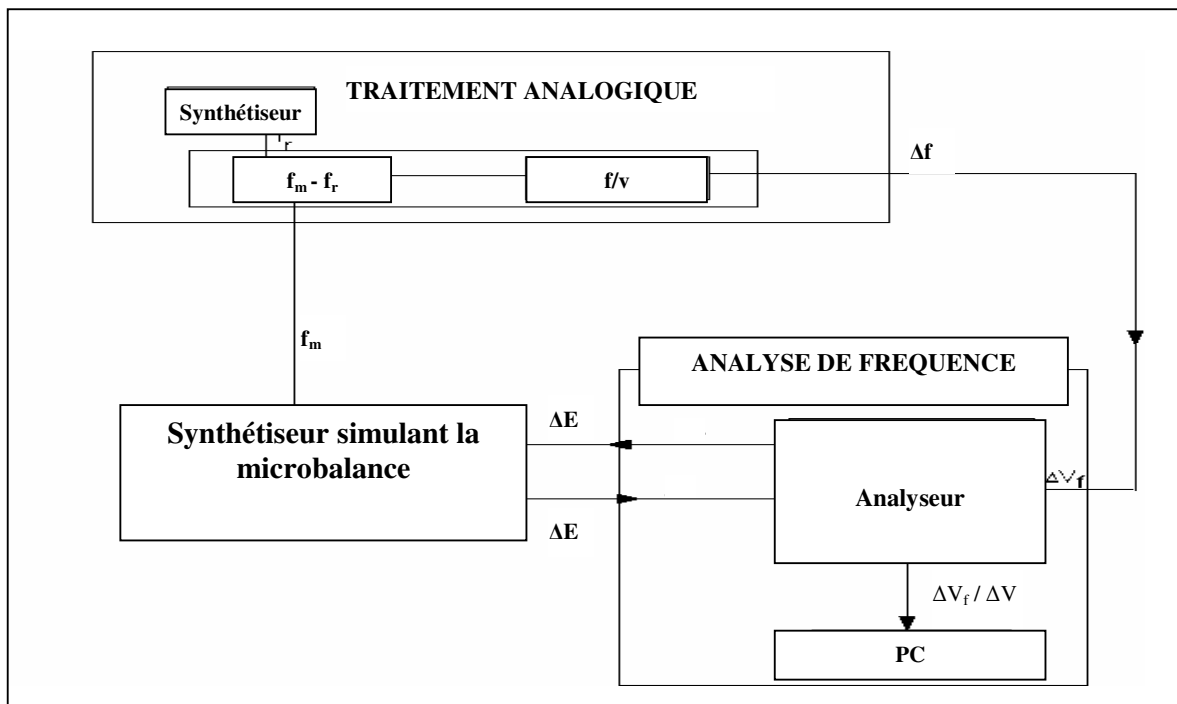 TRAITEMENT ANALOGIQUE
Synthétiseur
fm - fr
f/v
Δf
fm
ANALYSE DE FREQUENCE
Synthétiseur simulant la
microbalance
ΔE
ΔE
Analyseur
ΔVf
ΔVf / ΔV
PC